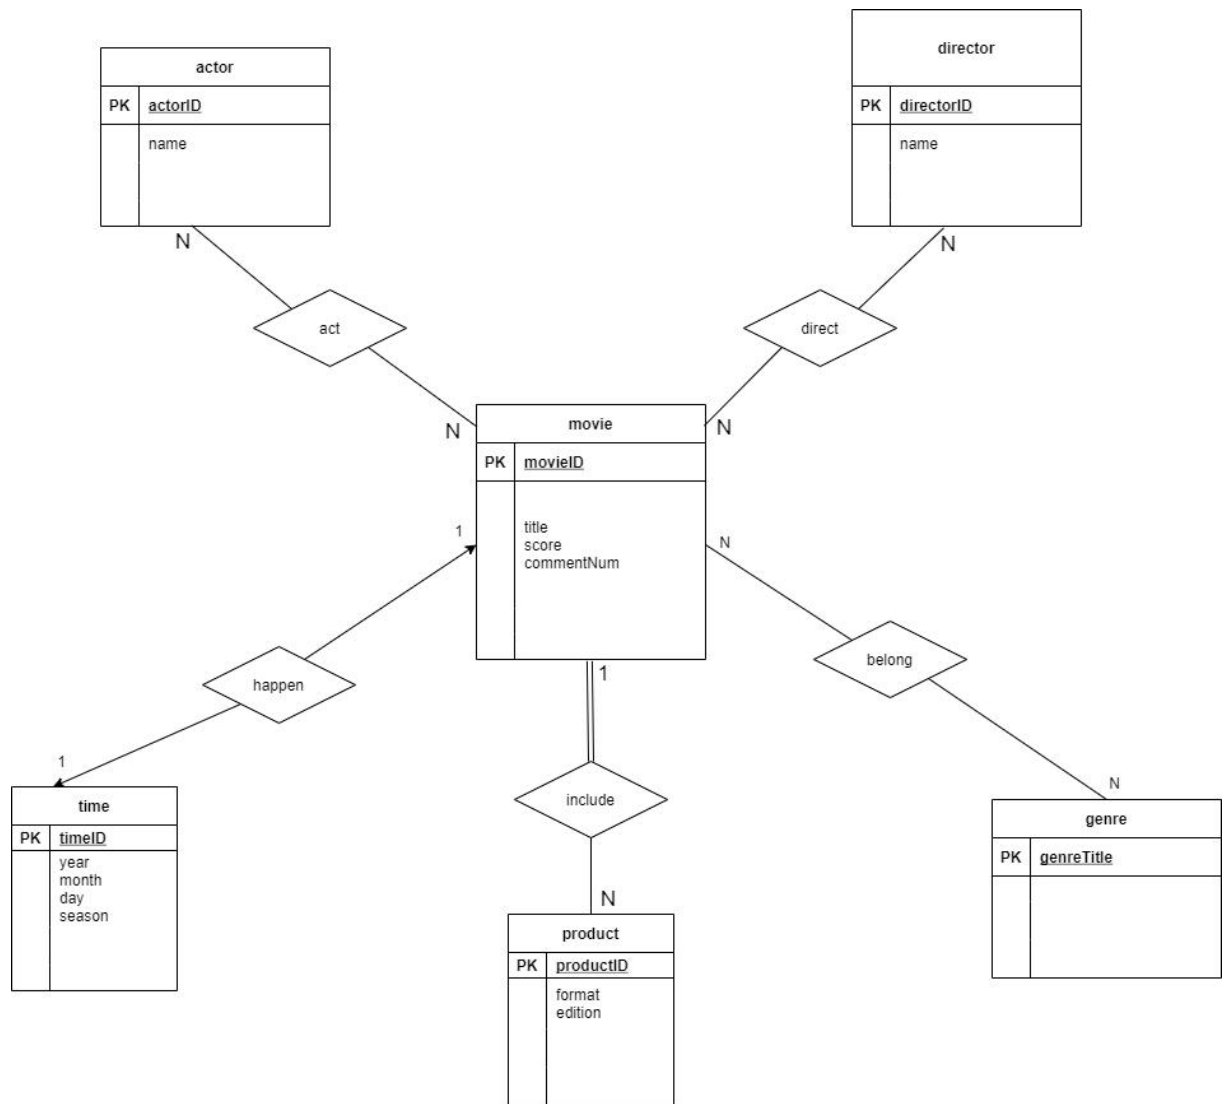 actor
PK actorID
name
director
PK directorID
name
N
N
act
direct
N
N
movie
PK movieID
title
score
commentNum
1
N
happen
belong
1
1
N
time
PK timeID
year
month
day
season
include
genre
PK genreTitle
N
product
PK productID
format
edition